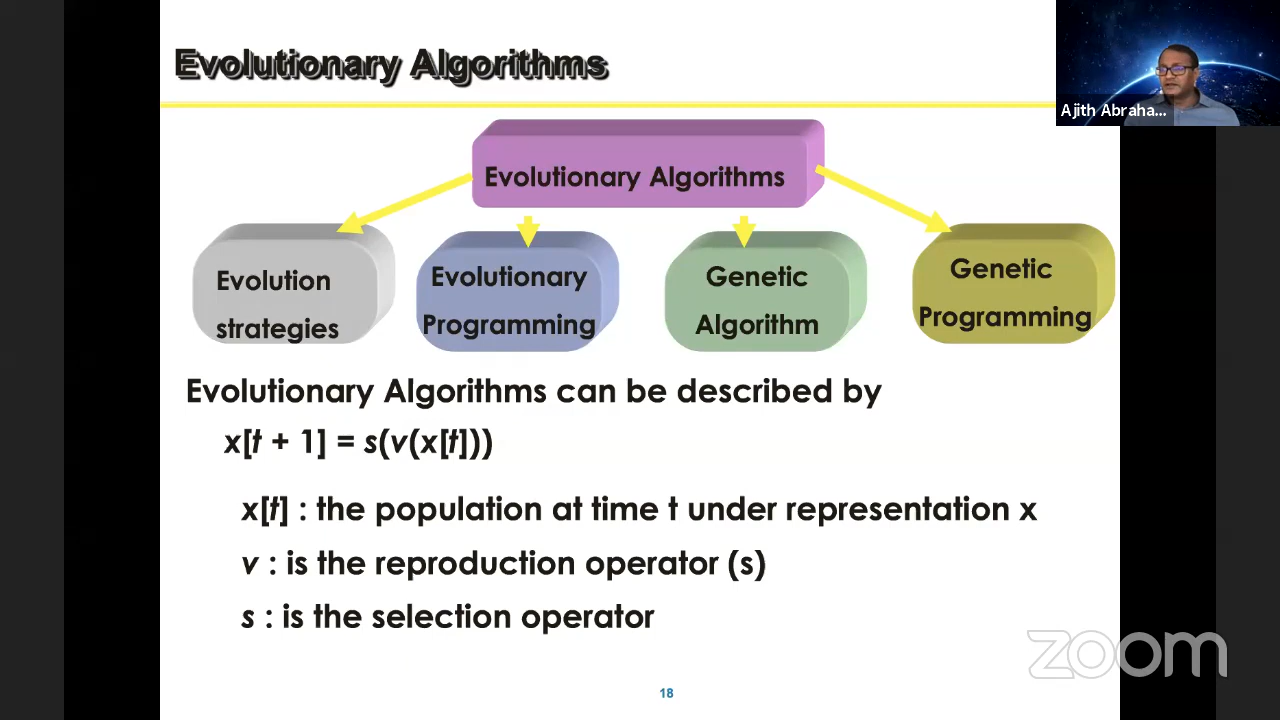 Evolutionary Algorithms
Ajith Abraha...
Evolutionary Algorithms
Evolution
strategies
Evolutionary
Programming
Genetic
Algorithm
Genetic
Programming
Evolutionary Algorithms can be described by
x[t + 1] = s(v(x[t]))
x[t] : the population at time t under representation x
v : is the reproduction operator (s)
s : is the selection operator
zoom
18